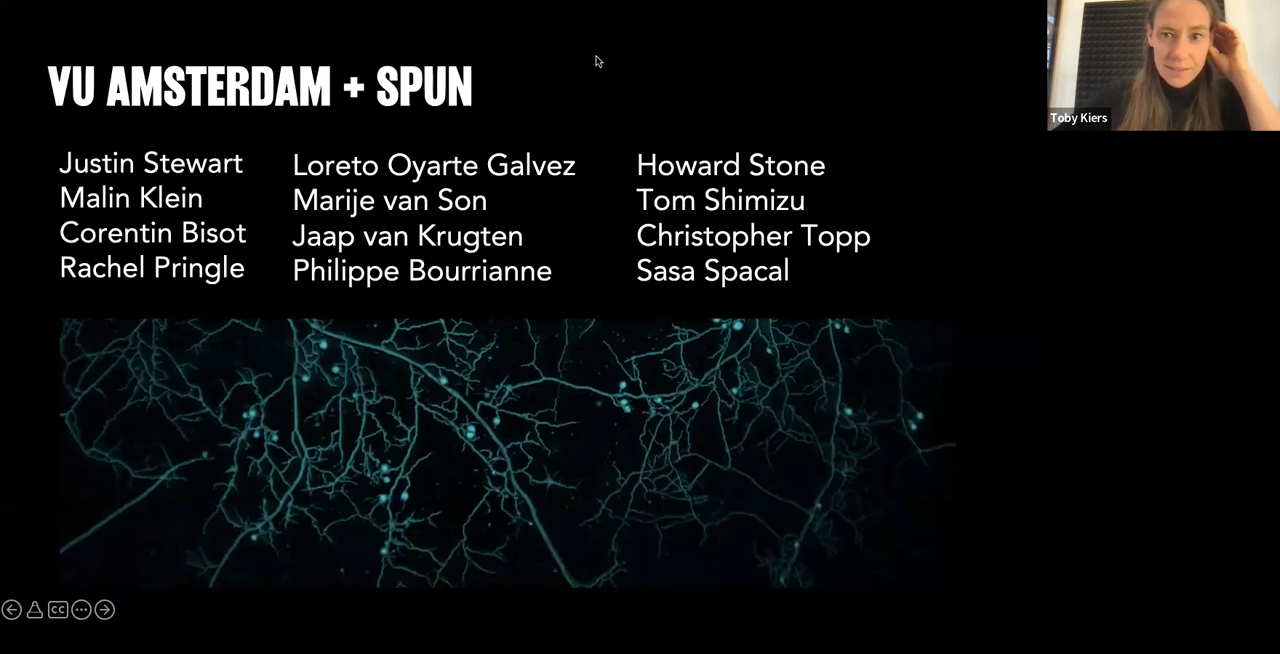 VU AMSTERDAM + SPUN
Justin Stewart
Malin Klein
Corentin Bisot
Rachel Pringle
Loreto Oyarte Galvez
Marije van Son
Jaap van Krugten
Philippe Bourrianne
Howard Stone
Tom Shimizu
Christopher Topp
Sasa Spacal
Toby Kiers
CC